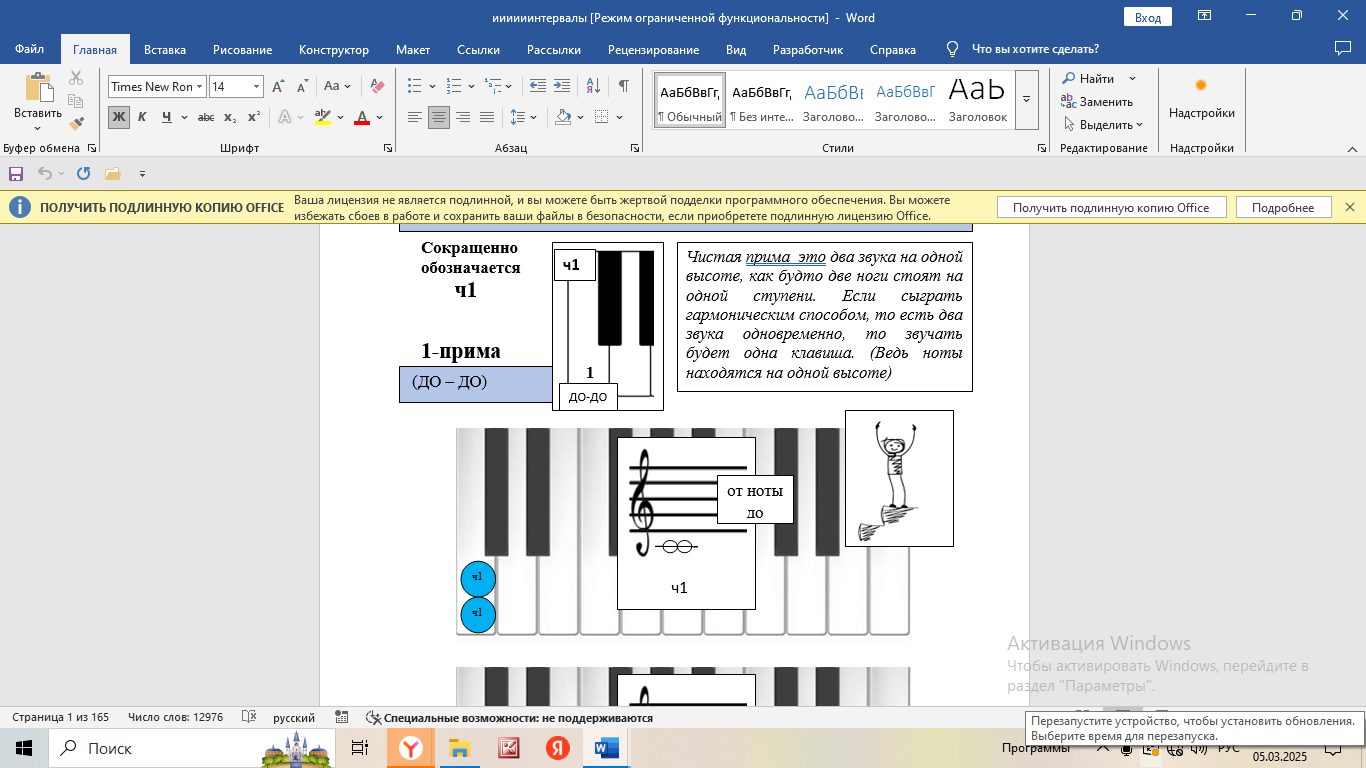 ииииинтервалы [Режим ограниченной функциональности] - Word
Вход
Файл
Главная
Вставка
Рисование
Конструктор
Макет
Ссылки
Рассылки
Рецензирование
Вид
Разработчик
Справка
Что вы хотите сделать?
Вставить
Буфер обмена
Times New Ron
14
Aa
Ж К Ч abc x₂ x²
Шрифт
Абзац
АаБбВвГг,
АаБбВвГг,
АаБбВ
АаБбВвГ
АаЬ
¶ Обычный
¶ Без инте...
Заголово...
Заголово...
Заголовок
Стили
Найти
Заменить
Выделить
Редактирование
Настройки
Настройки
ПОЛУЧИТЬ ПОДЛИННУЮ КОПИЮ OFFICE
Ваша лицензия не является подлинной, и вы можете быть жертвой подделки программного обеспечения. Вы можете
избежать сбоев в работе и сохранить ваши файлы в безопасности, если приобретете подлинную лицензию Office.
Получить подлинную копию Office
Подробнее
Сокращенно
обозначается
ч1
1-прима
(ДО – ДО)
ч1
1
ДО-ДО
Чистая прима это два звука на одной
высоте, как будто две ноги стоят на
одной ступени. Если сыграть
гармоническим способом, то есть два
звука одновременно, то звучать
будет одна клавиша. (Ведь ноты
находятся на одной высоте)
от ноты
до
ч1
ч1
ч1
Активация Windows
Чтобы активировать Windows, перейдите в
раздел "Параметры".
Страница 1 из 165
Число слов: 12976
русский
Специальные возможности: не поддерживаются
Перезапустите устройство, чтобы установить обновления.
Выберите время для перезапуска.
Поиск
Программы
РУС
05.03.2025